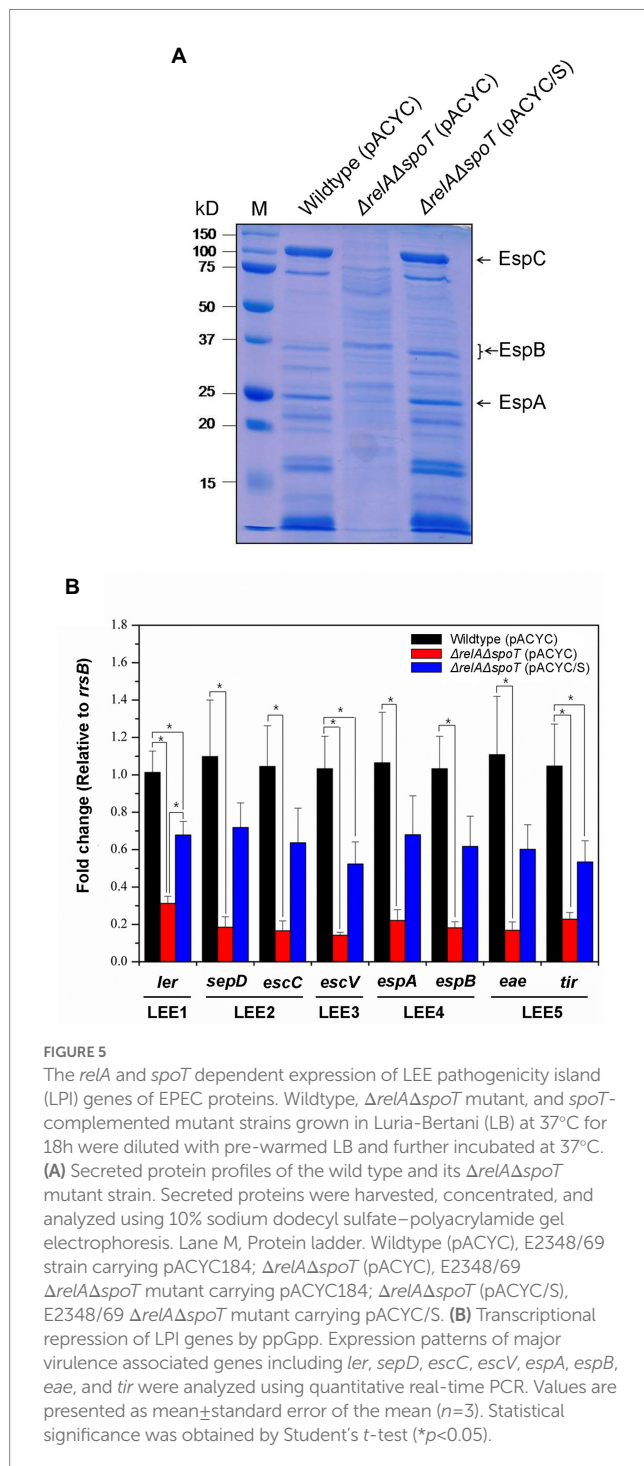 A
Wildtype (pACYC)
ΔrelAΔspoT (pACYC)
ΔrelAΔspoT (pACYC/S)
kD
M
150
100
75
50
37
25
20
15
←EspC
}←EspB
←EspA
B
Fold change (Relative to rrsB)
1.8
1.6
1.4
1.2
1.0
0.8
0.6
0.4
0.2
0.0
Wildtype (pACYC)
ΔrelAΔspoT (pACYC)
ΔrelAΔspoT (pACYC/S)
* * * * * * * * * * * *
ler sepD escC escV espA espB eae tir
LEE1 LEE2 LEE3 LEE4 LEE5
FIGURE 5
The relA and spoT dependent expression of LEE pathogenicity island
(LPI) genes of EPEC proteins. Wildtype, ΔrelAΔspoT mutant, and spoT-
complemented mutant strains grown in Luria-Bertani (LB) at 37°C for
18h were diluted with pre-warmed LB and further incubated at 37°C.
(A) Secreted protein profiles of the wild type and its ΔrelAΔspoT
mutant strain. Secreted proteins were harvested, concentrated, and
analyzed using 10% sodium dodecyl sulfate–polyacrylamide gel
electrophoresis. Lane M, Protein ladder. Wildtype (pACYC), E2348/69
strain carrying pACYC184; ΔrelAΔspoT (pACYC), E2348/69
ΔrelAΔspoT mutant carrying pACYC184; ΔrelAΔspoT (pACYC/S),
E2348/69 ΔrelAΔspoT mutant carrying pACYC/S. (B) Transcriptional
repression of LPI genes by ppGpp. Expression patterns of major
virulence associated genes including ler, sepD, escC, escV, espA, espB,
eae, and tir were analyzed using quantitative real-time PCR. Values are
presented as mean±standard error of the mean (n=3). Statistical
significance was obtained by Student's t-test (*p<0.05).